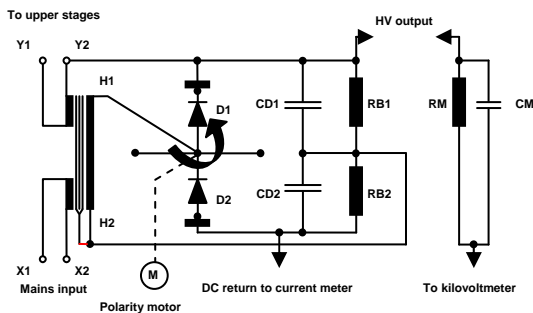 To upper stages
HV output
Y1 Y2
H1
D1
CD1
RB1
RM
CM
D2
CD2
RB2
H2
X1 X2
M
Mains input
DC return to current meter
To kilovoltmeter
Polarity motor